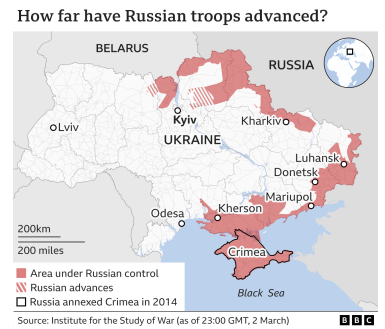 How far have Russian troops advanced?
BELARUS
RUSSIA
Kyiv
Kharkiv
Lviv
UKRAINE
Luhansk
Donetsk
Mariupol
Kherson
Odesa
Crimea
200km
200 miles
Area under Russian control
Russian advances
Russia annexed Crimea in 2014
Black Sea
Source: Institute for the Study of War (as of 23:00 GMT, 2 March)
BBC